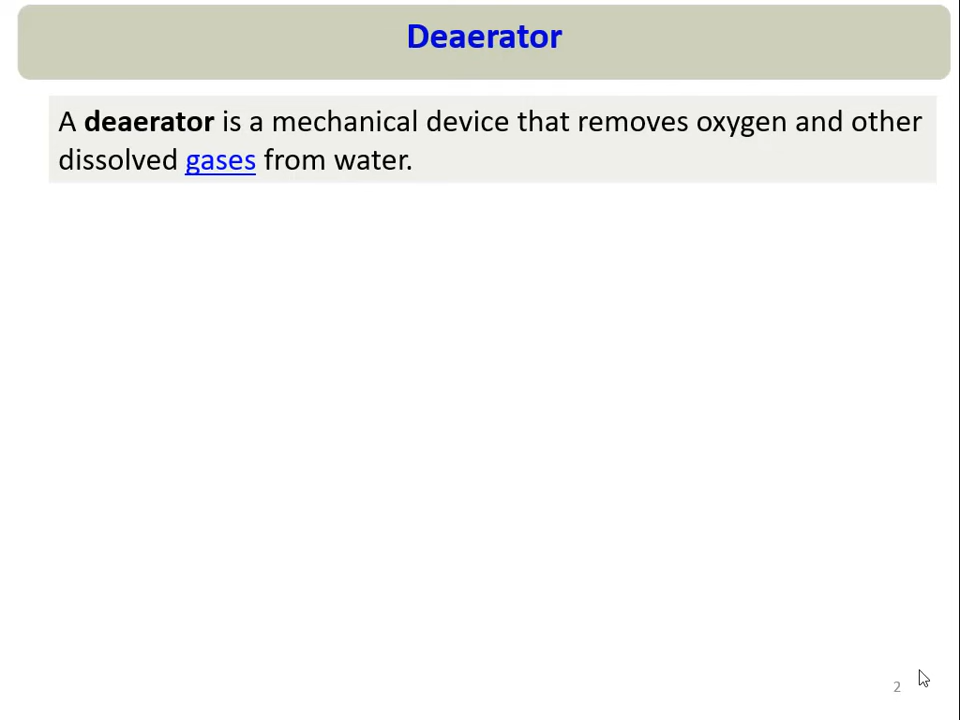 Deaerator
A deaerator is a mechanical device that removes oxygen and other
dissolved gases from water.
2